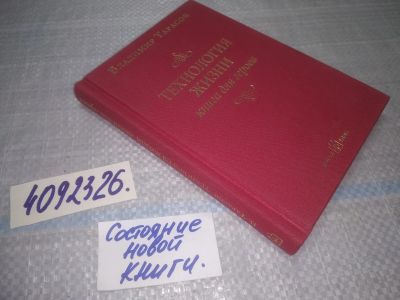 Владимир Тарасов
ТЕХНОЛОГИЯ
ЖИЗНИ
книга для героев
4092326.
Состояние
новой
книги.